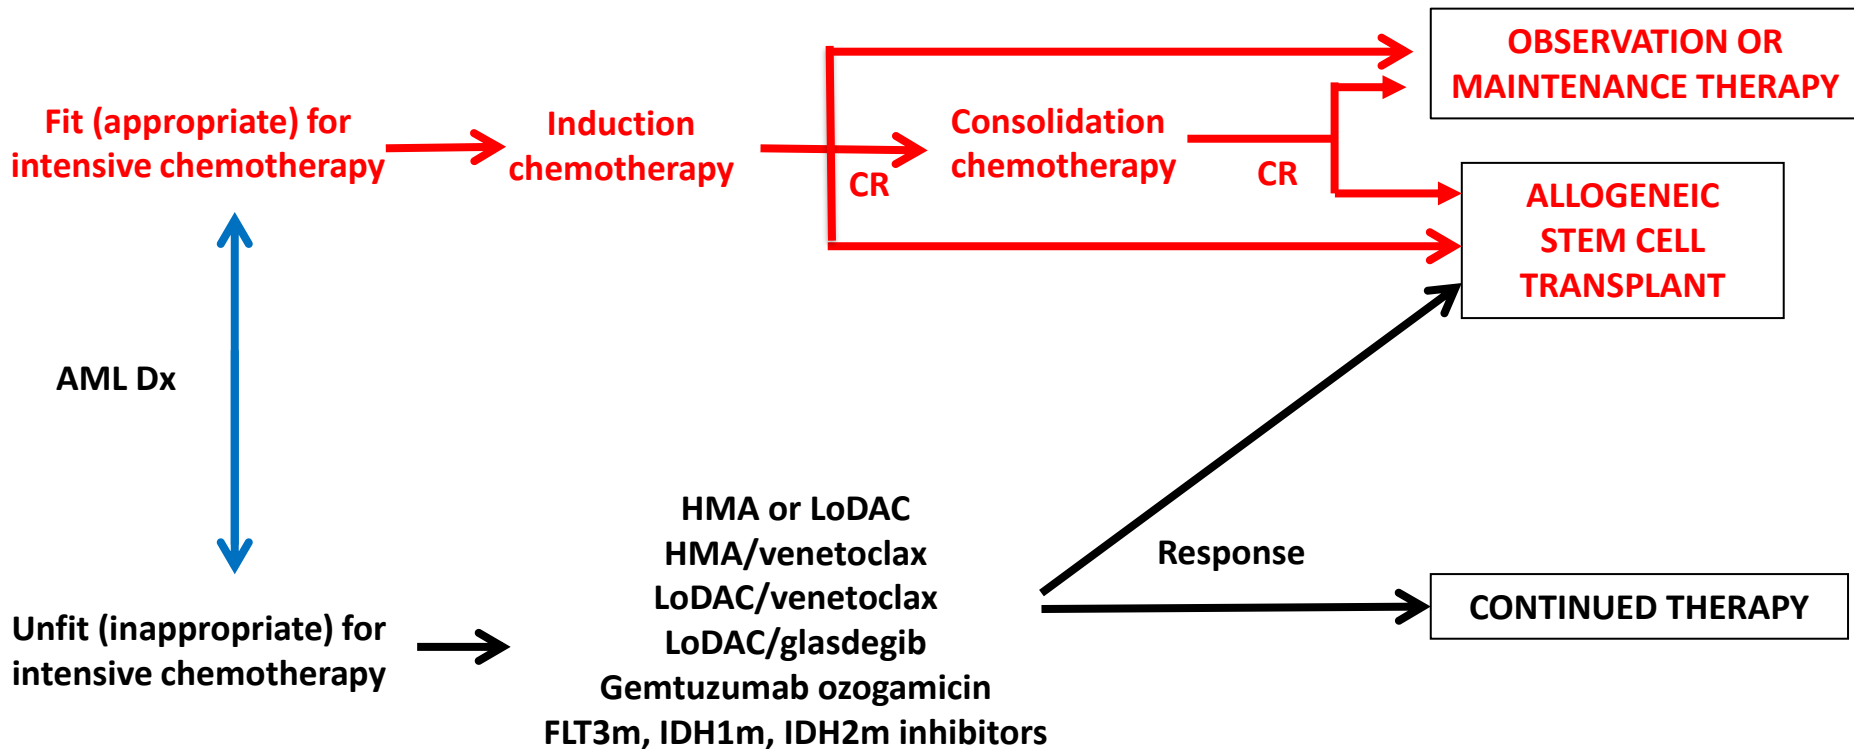 Fit (appropriate) for
intensive chemotherapy
Induction
chemotherapy
CR
Consolidation
chemotherapy
CR
OBSERVATION OR
MAINTENANCE THERAPY
ALLOGENEIC
STEM CELL
TRANSPLANT
AML Dx
Unfit (inappropriate) for
intensive chemotherapy
HMA or LoDAC
HMA/venetoclax
LoDAC/venetoclax
LoDAC/glasdegib
Gemtuzumab ozogamicin
FLT3m, IDH1m, IDH2m inhibitors
Response
CONTINUED THERAPY